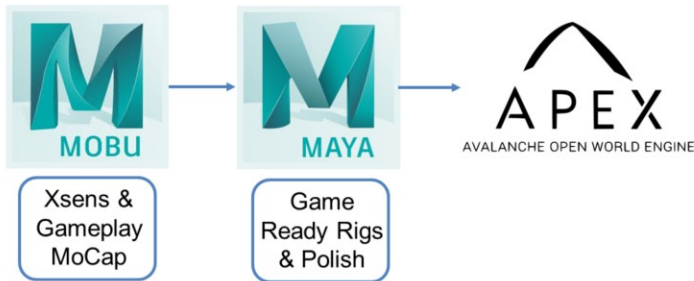 MOBU
MAYA
APEX
AVALANCHE OPEN WORLD ENGINE
Xsens &
Gameplay
MoCap
Game
Ready Rigs
& Polish